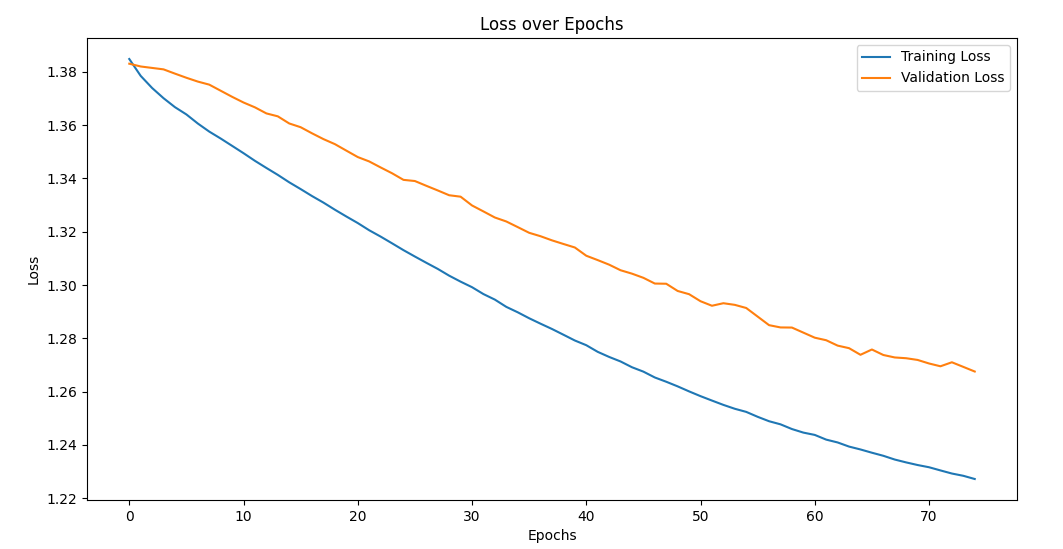 Loss over Epochs
Training Loss
Validation Loss
1.38
1.36
1.34
1.32
1.30
1.28
1.26
1.24
1.22
Loss
0 10 20 30 40 50 60 70
Epochs